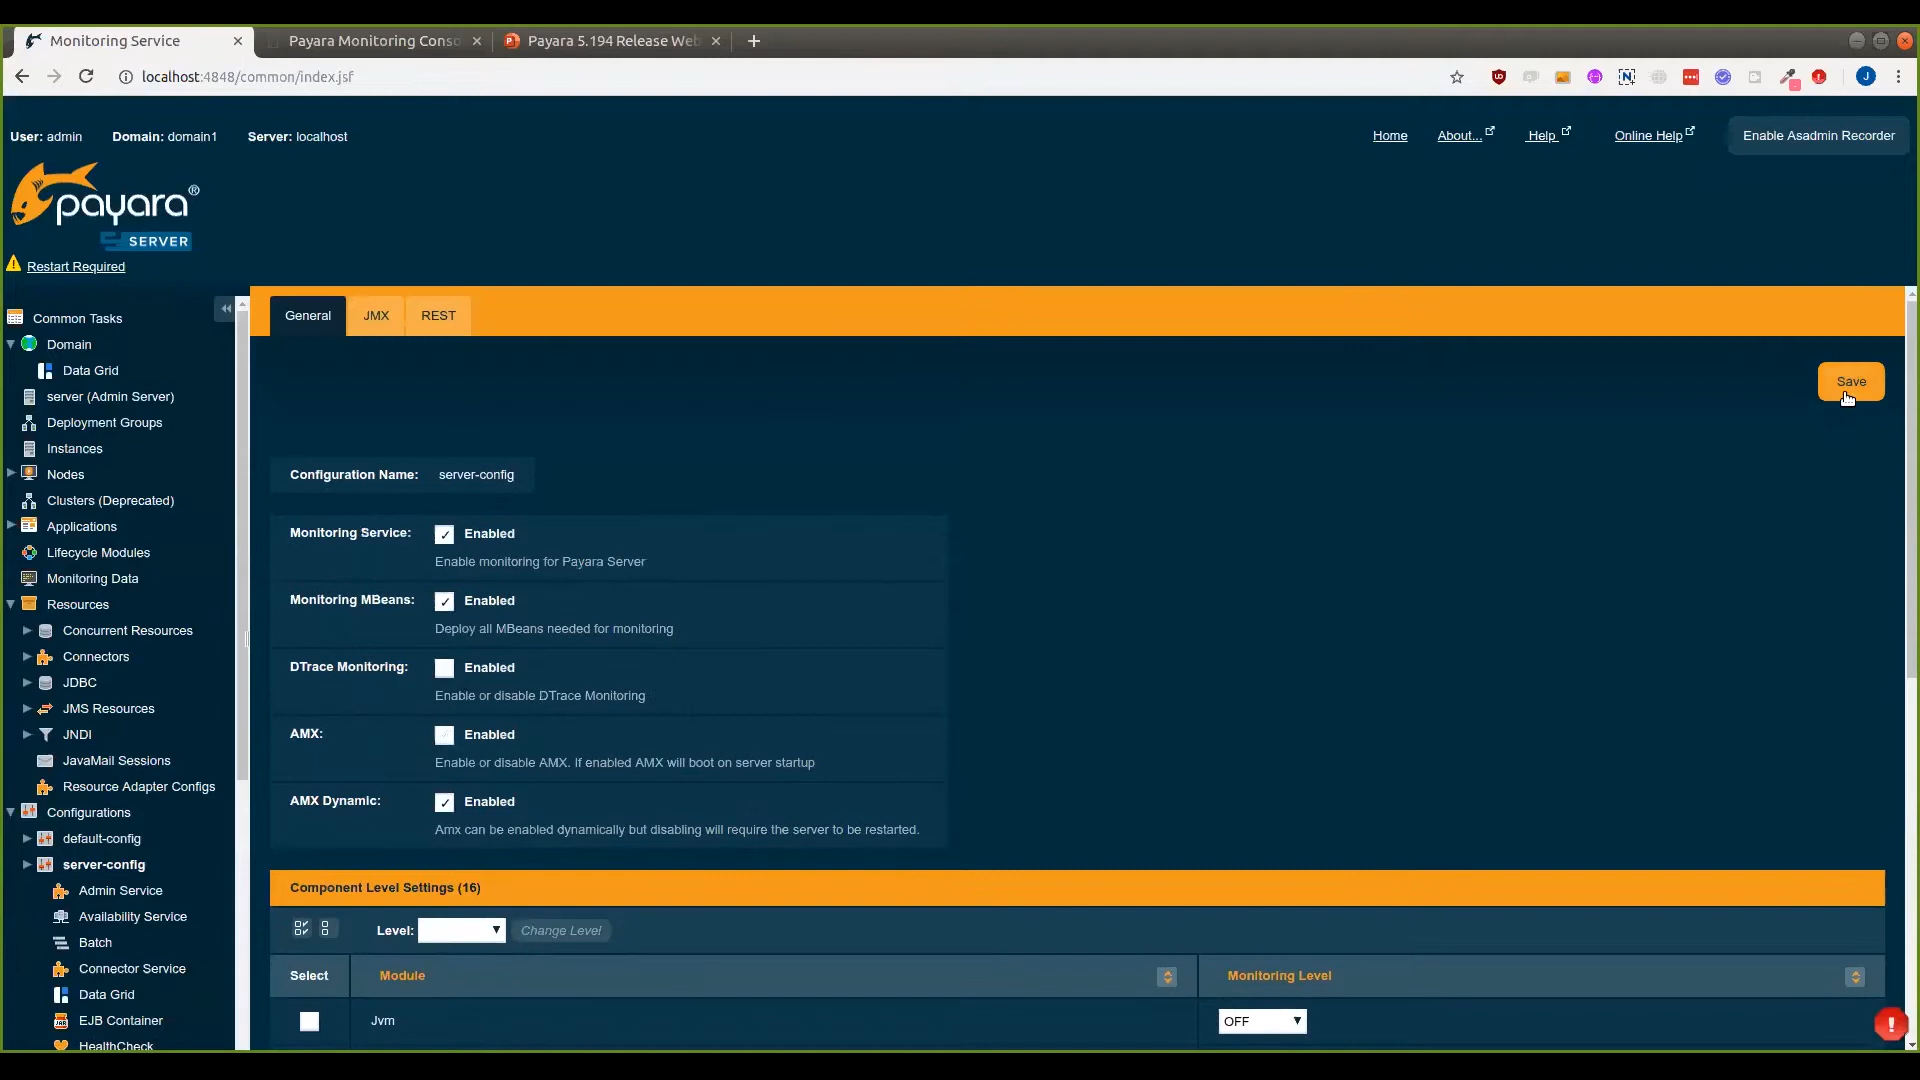 Monitoring Service
Payara Monitoring Conso
Payara 5.194 Release Web
localhost:4848/common/index.jsf
J
User: admin Domain: domain1 Server: localhost
Home About... Help Online Help Enable Asadmin Recorder
payara®
SERVER
Restart Required
General JMX REST
Save
Common Tasks
Domain
Data Grid
server (Admin Server)
Deployment Groups
Instances
Nodes
Clusters (Deprecated)
Applications
Lifecycle Modules
Monitoring Data
Resources
Concurrent Resources
Connectors
JDBC
JMS Resources
JNDI
JavaMail Sessions
Resource Adapter Configs
Configurations
default-config
server-config
Admin Service
Availability Service
Batch
Connector Service
Data Grid
EJB Container
HealthCheck
Configuration Name: server-config
Monitoring Service: Enabled
Enable monitoring for Payara Server
Monitoring MBeans: Enabled
Deploy all MBeans needed for monitoring
DTrace Monitoring: Enabled
Enable or disable DTrace Monitoring
AMX: Enabled
Enable or disable AMX. If enabled AMX will boot on server startup
AMX Dynamic: Enabled
Amx can be enabled dynamically but disabling will require the server to be restarted.
Component Level Settings (16)
Level: Change Level
Select Module Monitoring Level
Jvm OFF